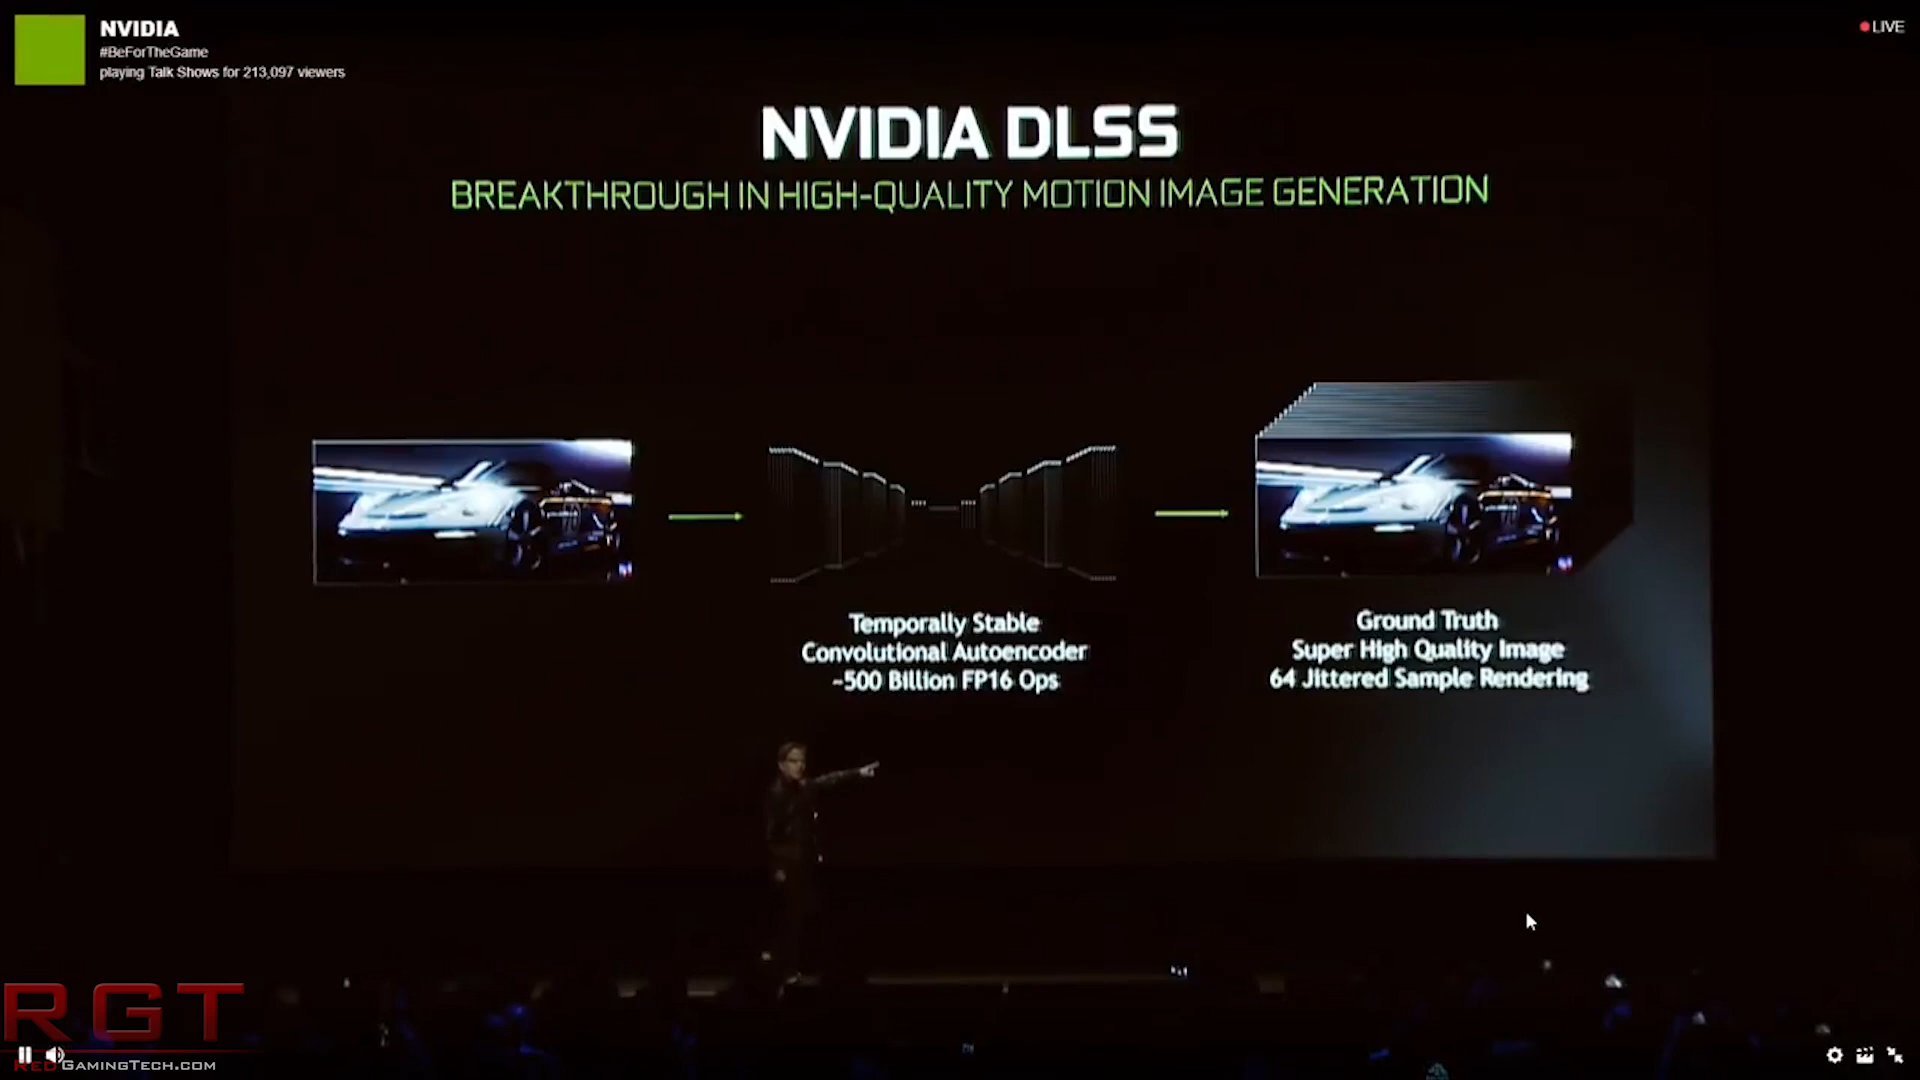 NVIDIA
#BeForTheGame
playing Talk Shows for 213,097 viewers
LIVE
NVIDIA DLSS
BREAKTHROUGH IN HIGH-QUALITY MOTION IMAGE GENERATION
Temporally Stable
Convolutional Autoencoder
~500 Billion FP16 Ops
Ground Truth
Super High Quality Image
64 Jittered Sample Rendering
RGT
REDGAMINGTECH.COM